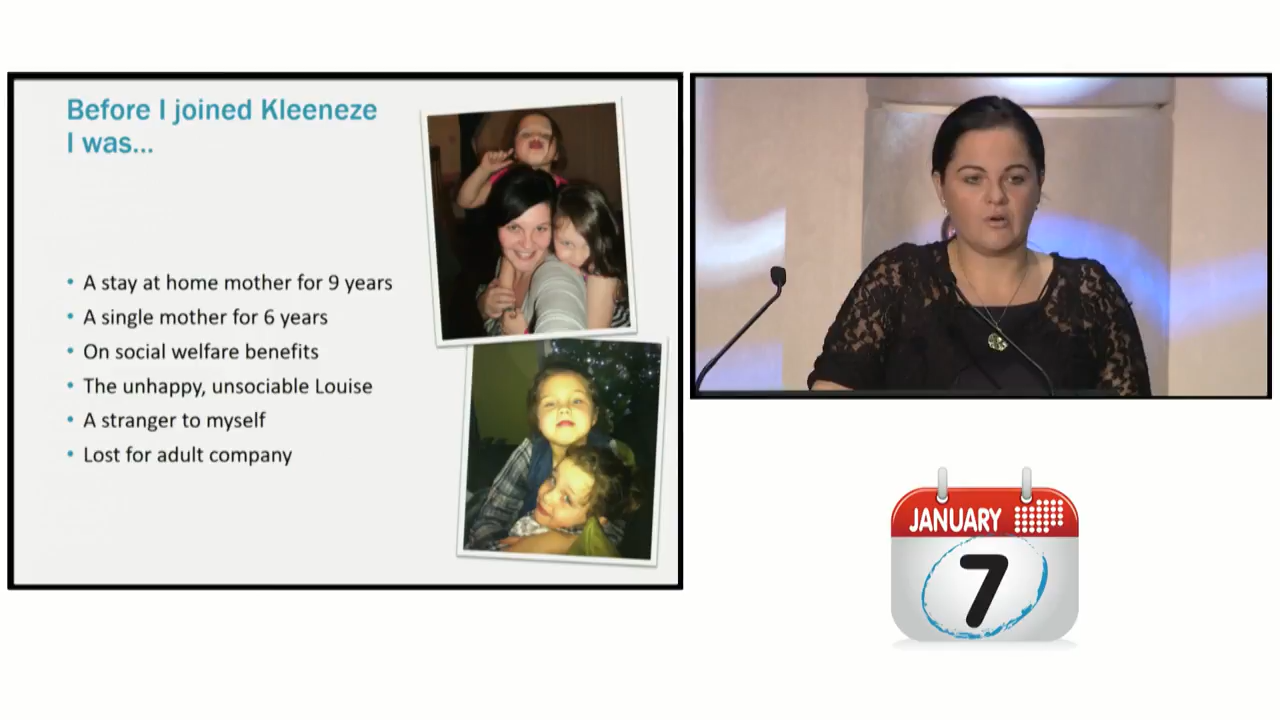 Before I joined Kleeneze
I was...
• A stay at home mother for 9 years
• A single mother for 6 years
• On social welfare benefits
• The unhappy, unsociable Louise
• A stranger to myself
• Lost for adult company
JANUARY
7